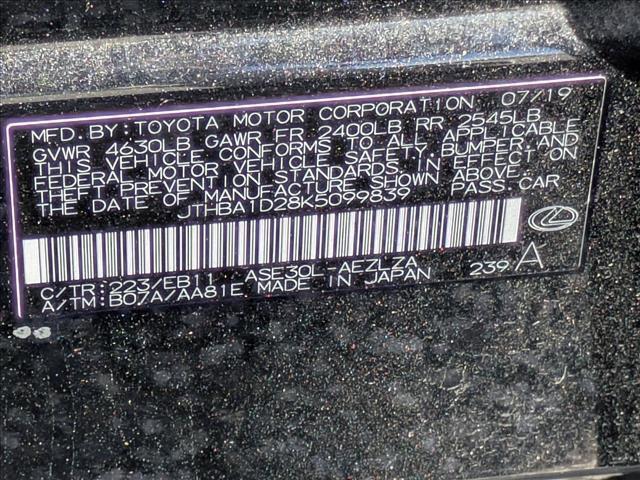 MFD. BY: TOYOTA MOTOR CORPORATION 07/19
GVWR 4630LB GAWR FR 2400LB RR 2545LB
THIS VEHICLE CONFORMS TO ALL APPLICABLE
FEDERAL MOTOR VEHICLE SAFETY, BUMPER, AND
THEFT PREVENTION STANDARDS IN EFFECT ON
THE DATE OF MANUFACTURE SHOWN ABOVE.
JTHBA1D28K5099839 PASS. CAR
C/TR: 223/EB11 ASE30L-AEZLZA
A/TM: B07A/AA81E MADE IN JAPAN 239 A